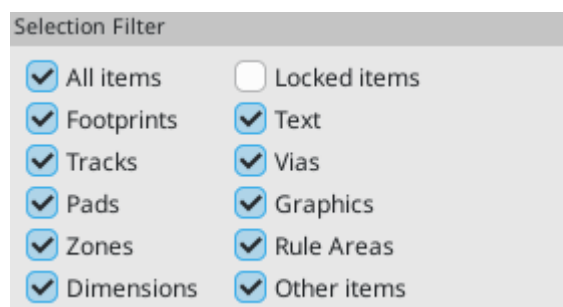 Selection Filter
All items Locked items
Footprints Text
Tracks Vias
Pads Graphics
Zones Rule Areas
Dimensions Other items